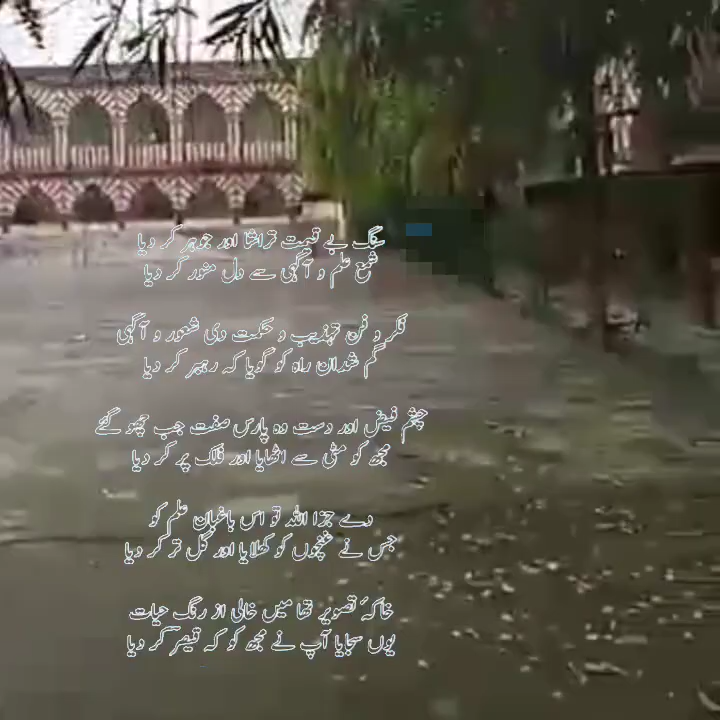 سنگ بے قیمت تراشا اور جوہر کر دیا
شمع علم و آگہی سے دل منور کر دیا
فکر و فن تہذیب و حکمت دی شعور و آگہی
گم شدان راہ کو گویا کہ رہبر کر دیا
چشم فیض اور دست وہ پارس صفت جب چھو گئے
مجھ کو مٹی سے اٹھایا اور فلک پر کر دیا
دے جزا اللہ تو اس باغبان علم کو
جس نے غنچوں کو کھلایا اور گل تر کر دیا
خاکۂ تصویر تھا میں خالی از رنگ حیات
یوں سجایا آپ نے مجھ کو کہ قیصر کر دیا